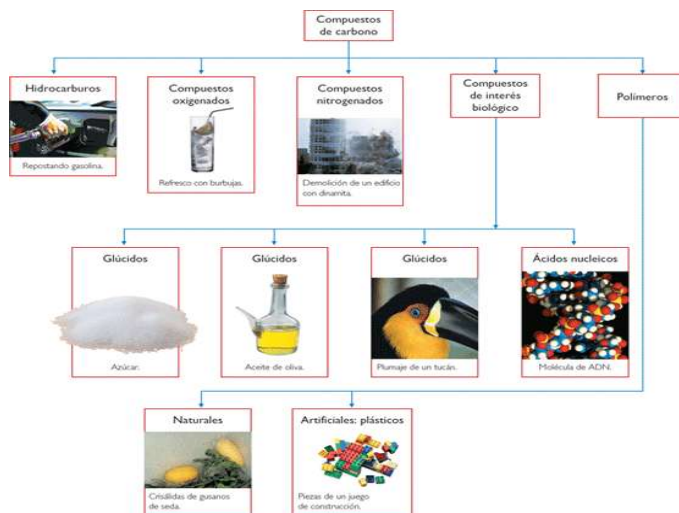 Compuestos
de carbono
Hidrocarburos
Repostando gasolina.
Compuestos
oxigenados
Refresco con burbujas.
Compuestos
nitrogenados
Demolición de un edificio
con dinamita.
Compuestos
de interés
biológico
Polímeros
Glúcidos
Azúcar.
Glúcidos
Aceite de oliva.
Glúcidos
Plumaje de un tucán.
Ácidos nucleicos
Molécula de ADN.
Naturales
Crisálidas de gusanos
de seda.
Artificiales: plásticos
Piezas de un juego
de construcción.